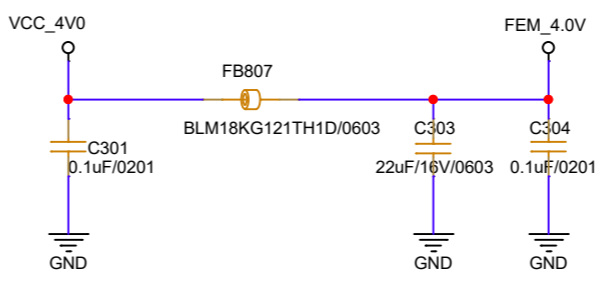 VCC_4V0
FEM_4.0V
FB807
BLM18KG121TH1D/0603
C301
0.1uF/0201
C303
22uF/16V/0603
C304
0.1uF/0201
GND
GND
GND